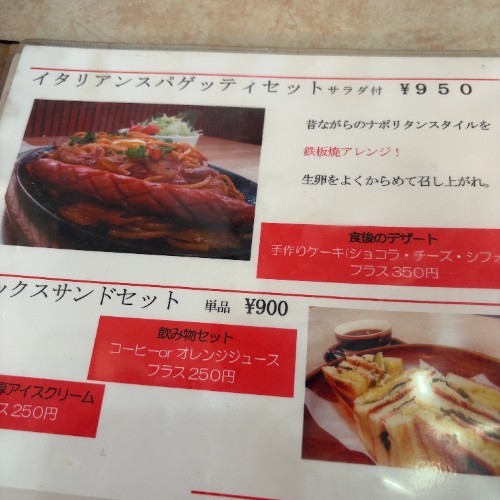 イタリアンスパゲッティセット サラダ付 ¥950
昔ながらのナポリタンスタイルを
鉄板焼アレンジ！
生卵をよくからめて召し上がれ。
食後のデザート
手作りケーキ(ショコラ・チーズ・シフォ
プラス350円
ックスサンドセット 単品 ¥900
飲み物セット
コーヒーor オレンジジュース
プラス250円
厚アイスクリーム
ス250円